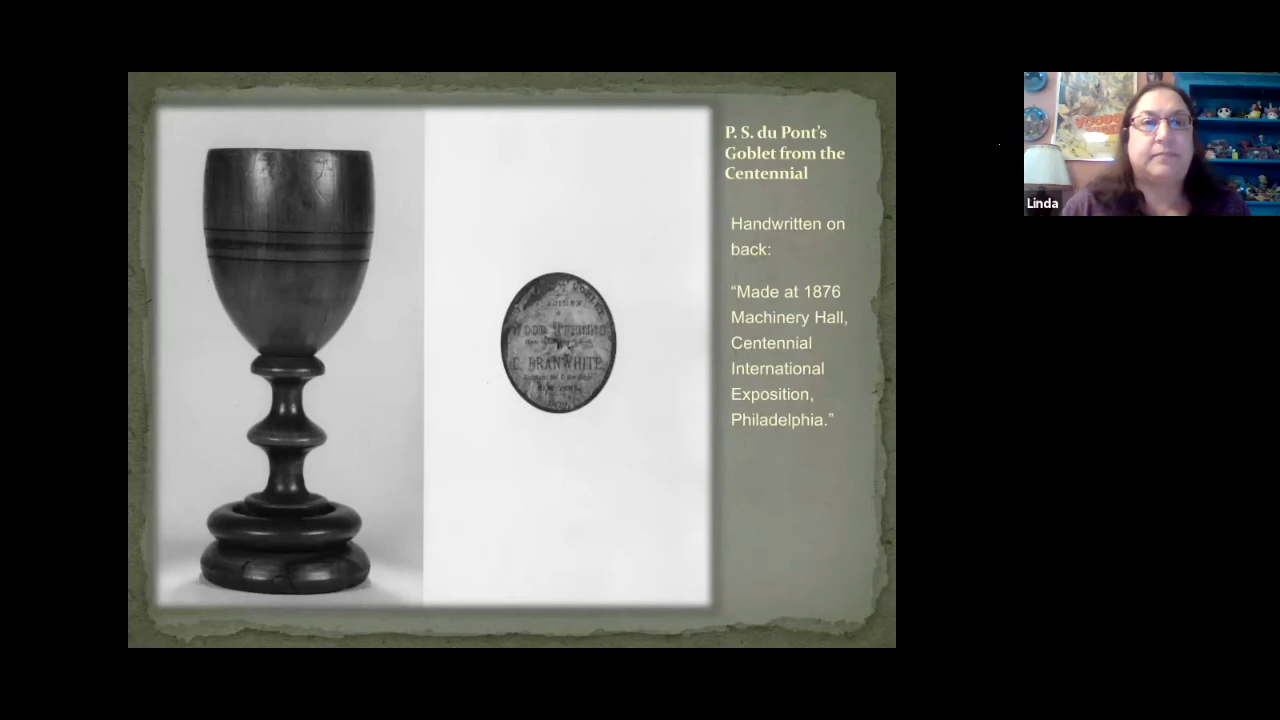 P. S. du Pont's
Goblet from the
Centennial
Handwritten on
back:
“Made at 1876
Machinery Hall,
Centennial
International
Exposition,
Philadelphia.”
WOOD TURNING
C. BRANWHITE
Linda